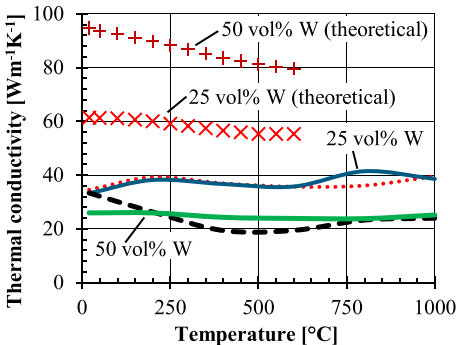 100
80
60
40
20
0
0
250
500
750
1000
Thermal conductivity [Wm⁻¹K⁻¹]
Temperature [°C]
50 vol% W (theoretical)
25 vol% W (theoretical)
25 vol% W
50 vol% W